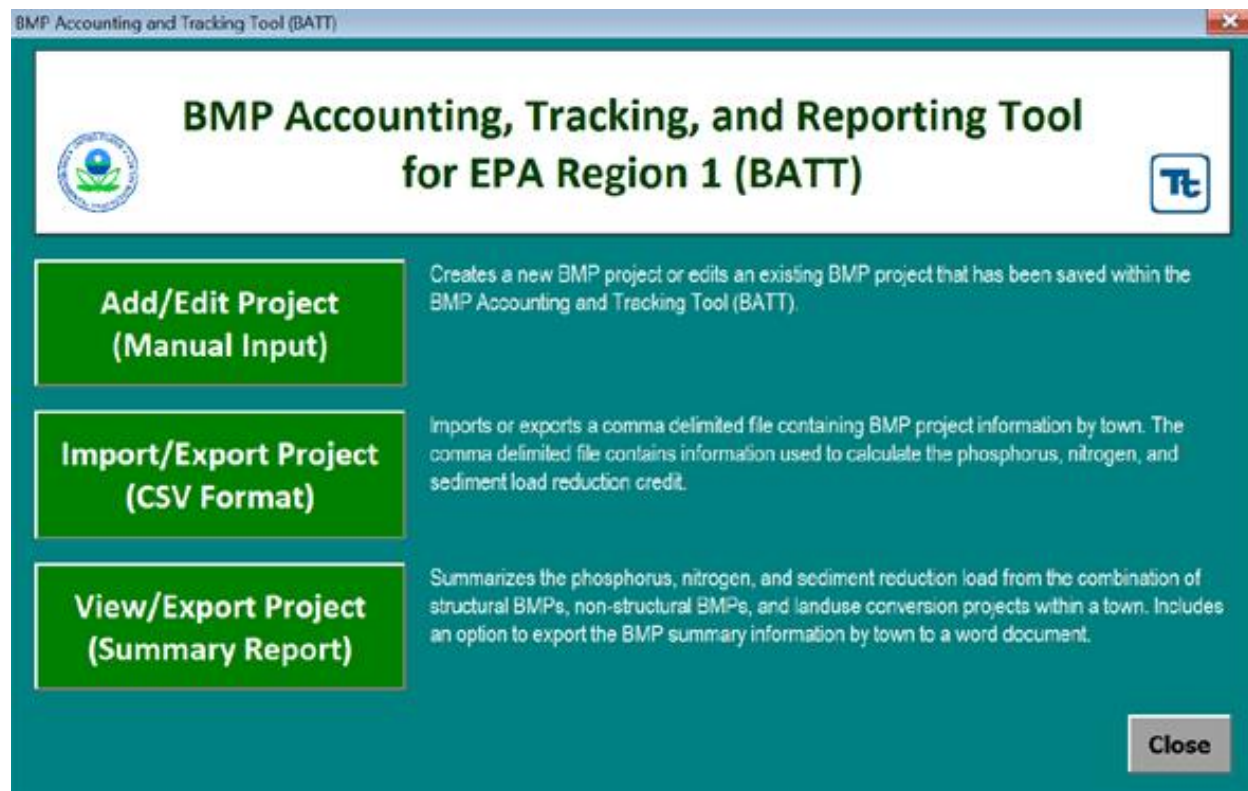 BMP Accounting and Tracking Tool (BATT)
BMP Accounting, Tracking, and Reporting Tool
for EPA Region 1 (BATT)
Tt
Add/Edit Project
(Manual Input)
Creates a new BMP project or edits an existing BMP project that has been saved within the
BMP Accounting and Tracking Tool (BATT).
Import/Export Project
(CSV Format)
Imports or exports a comma delimited file containing BMP project information by town. The
comma delimited file contains information used to calculate the phosphorus, nitrogen, and
sediment load reduction credit.
View/Export Project
(Summary Report)
Summarizes the phosphorus, nitrogen, and sediment reduction load from the combination of
structural BMPs, non-structural BMPs, and landuse conversion projects within a town. Includes
an option to export the BMP summary information by town to a word document.
Close